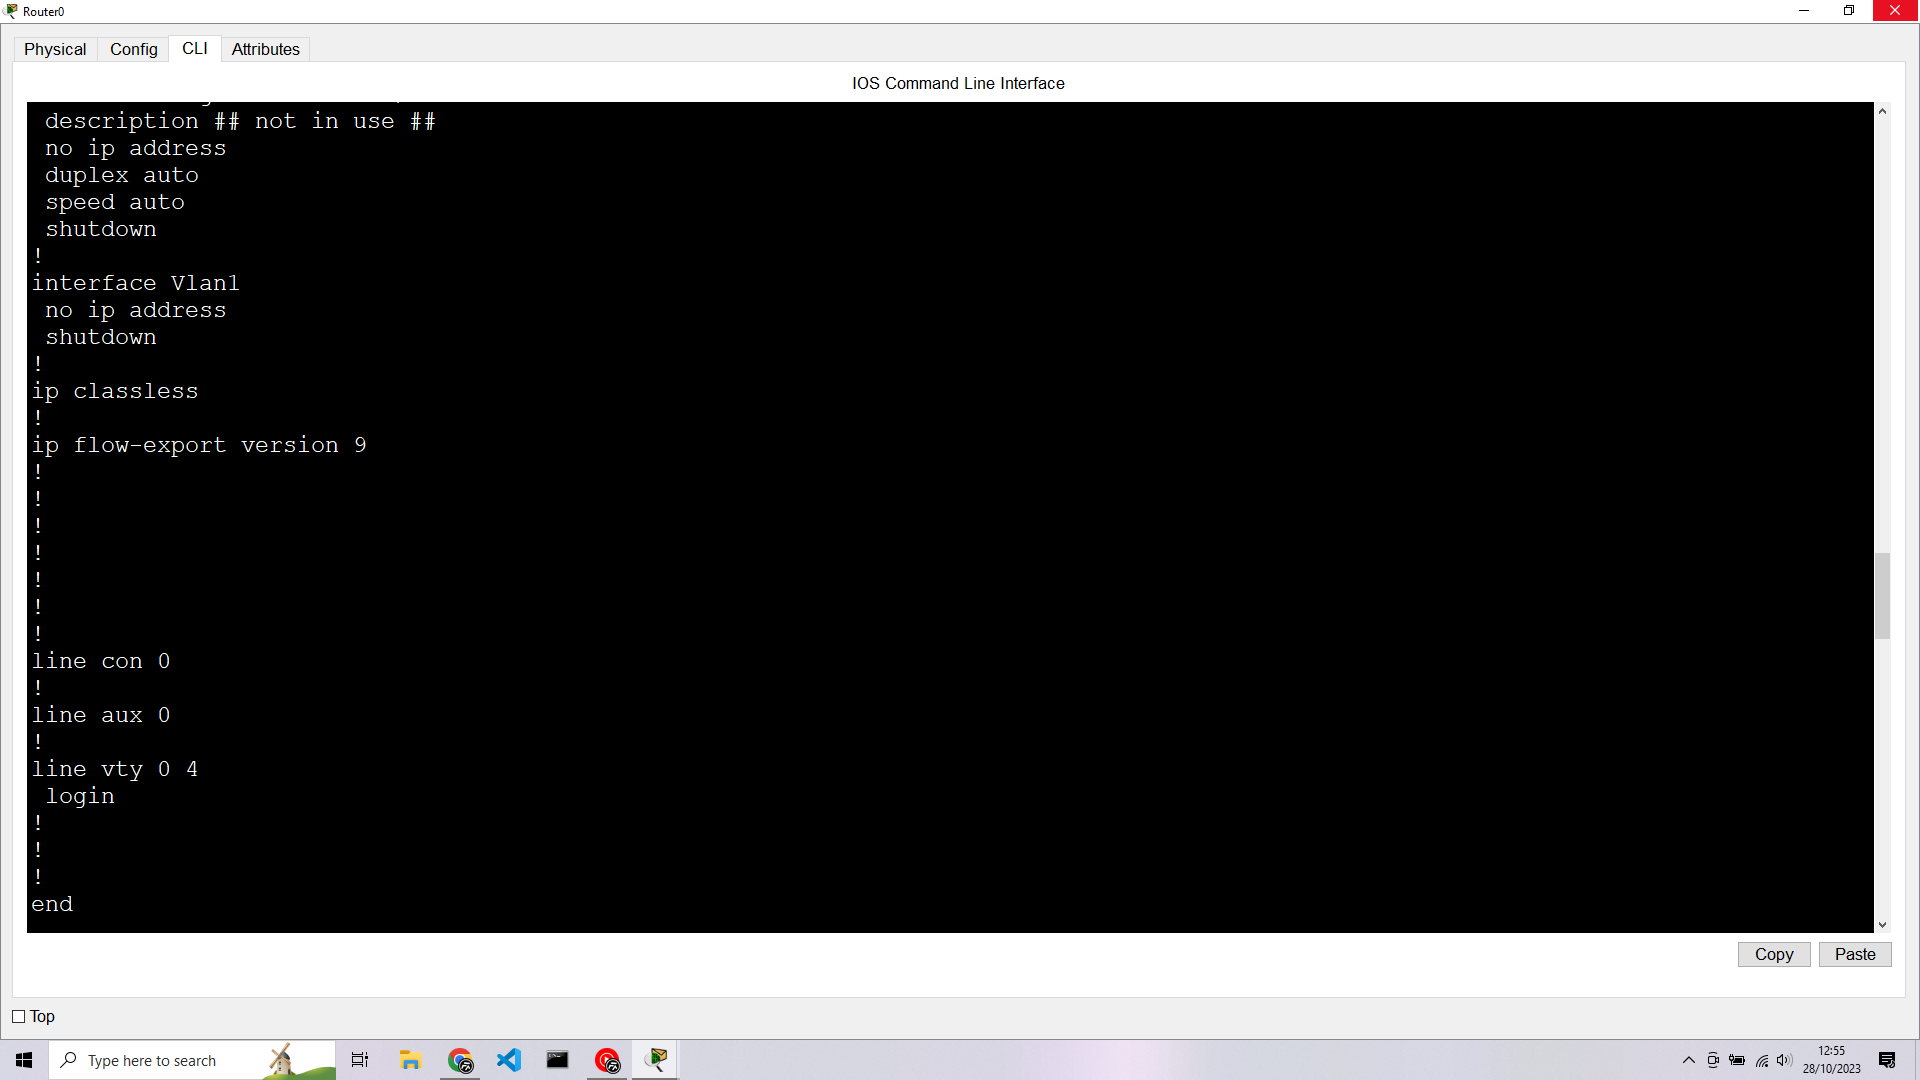 Router0
Physical Config CLI Attributes
IOS Command Line Interface
description ## not in use ##
no ip address
duplex auto
speed auto
shutdown
!
interface Vlan1
no ip address
shutdown
!
ip classless
!
ip flow-export version 9
!
!
!
!
!
!
!
line con 0
!
line aux 0
!
line vty 0 4
login
!
!
!
end
Copy Paste
Top
Type here to search
12:55
28/10/2023